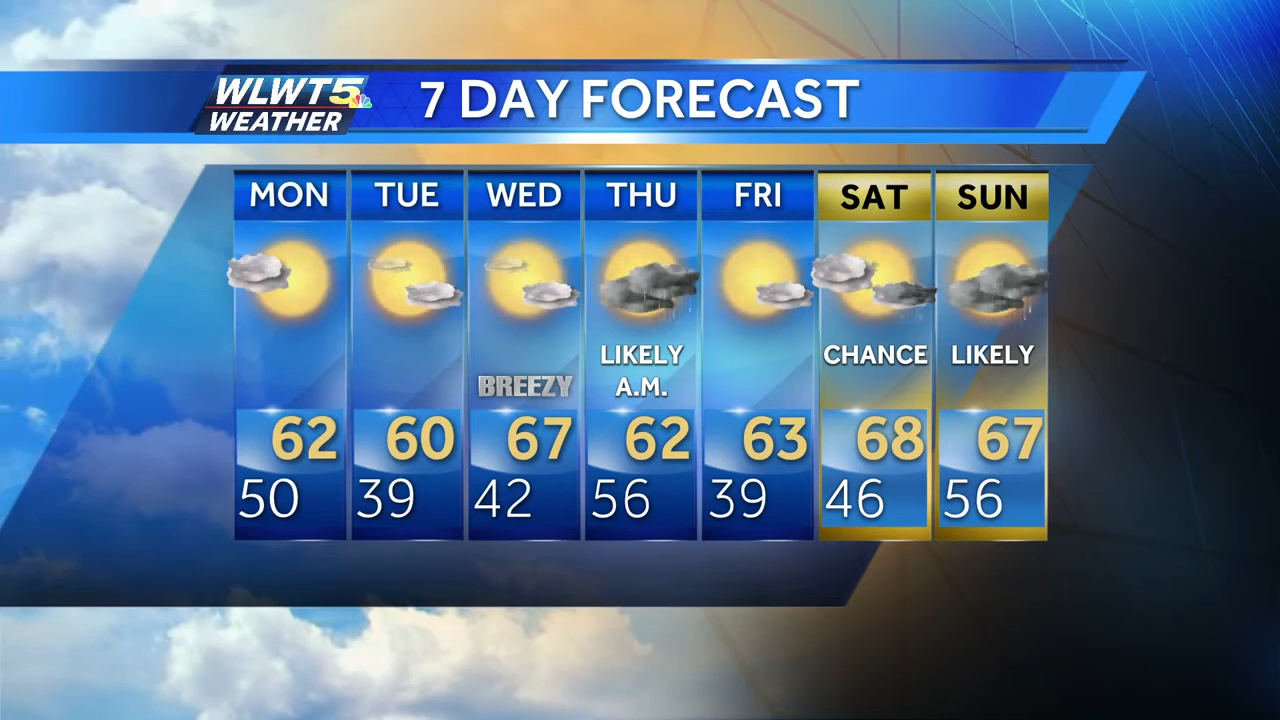 WLWT5
WEATHER
7 DAY FORECAST
MON TUE WED THU FRI SAT SUN
LIKELY CHANCE LIKELY
BREEZY A.M.
62 60 67 62 63 68 67
50 39 42 56 39 46 56